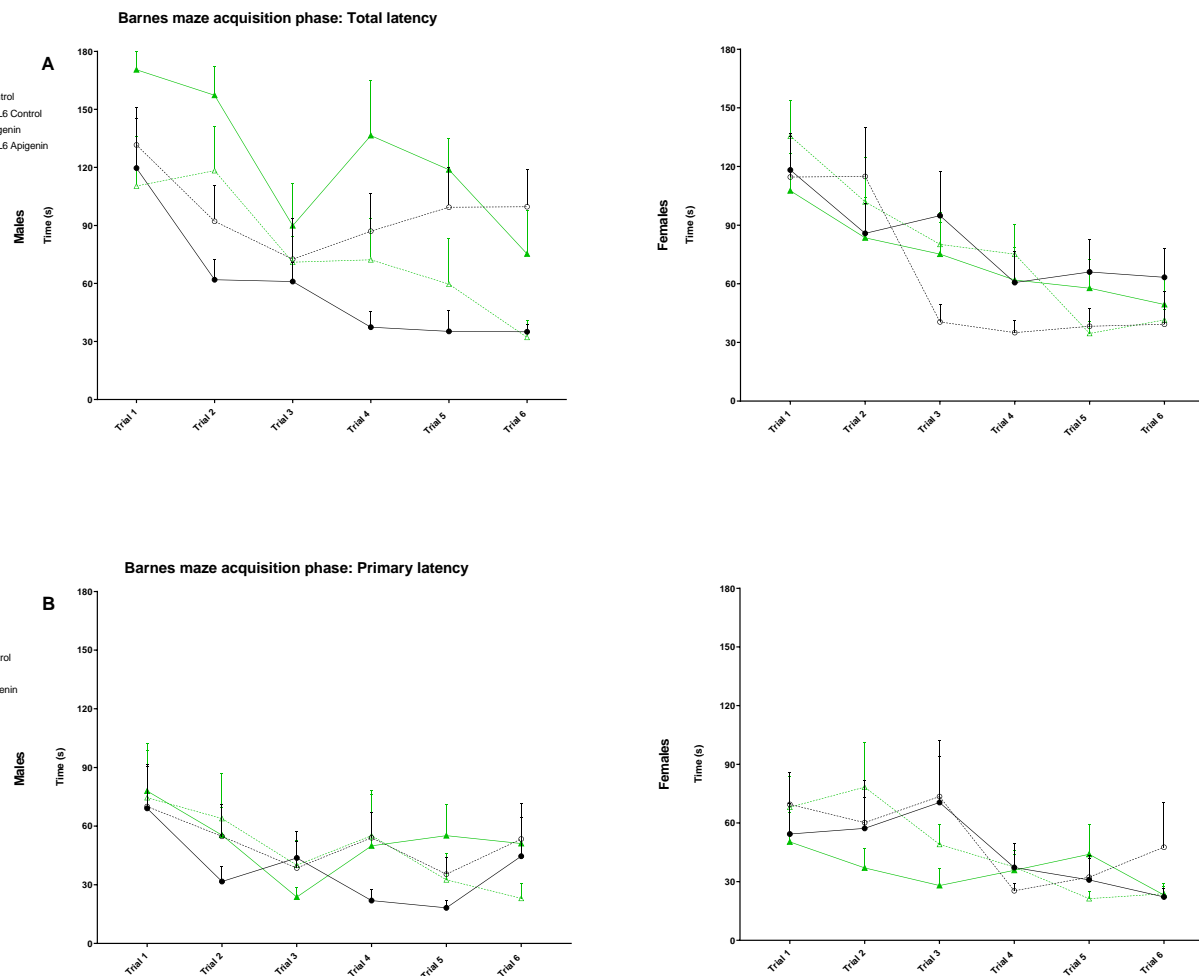 Barnes maze acquisition phase: Total latency
A
trol
L6 Control
genin
L6 Apigenin
Males
Time (s)
180
150
120
90
60
30
0
Trial 1
Trial 2
Trial 3
Trial 4
Trial 5
Trial 6
Females
Time (s)
180
150
120
90
60
30
0
Trial 1
Trial 2
Trial 3
Trial 4
Trial 5
Trial 6
Barnes maze acquisition phase: Primary latency
B
rol
enin
Males
Time (s)
180
150
120
90
60
30
0
Trial 1
Trial 2
Trial 3
Trial 4
Trial 5
Trial 6
Females
Time (s)
180
150
120
90
60
30
0
Trial 1
Trial 2
Trial 3
Trial 4
Trial 5
Trial 6